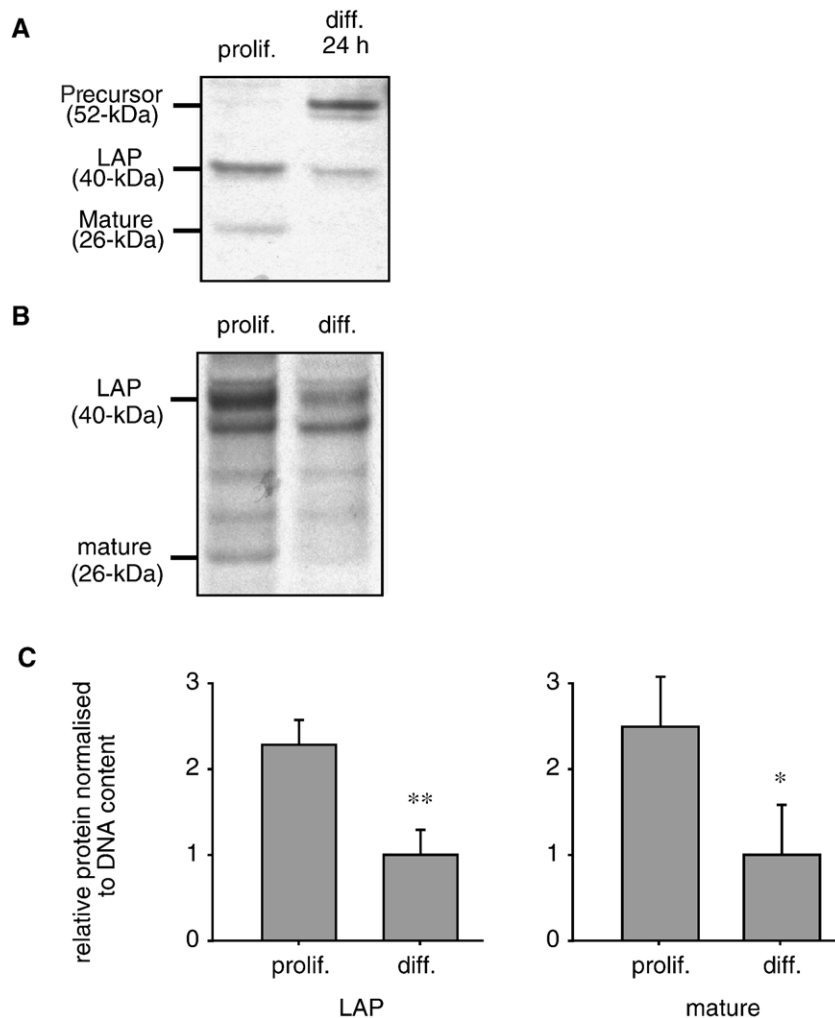 A
prolif.
diff.
24 h
Precursor
(52-kDa)
LAP
(40-kDa)
Mature
(26-kDa)
B
prolif.
diff.
LAP
(40-kDa)
mature
(26-kDa)
C
relative protein normalised
to DNA content
3
2
1
0
**
prolif.
diff.
LAP
3
2
1
0
*
prolif.
diff.
mature